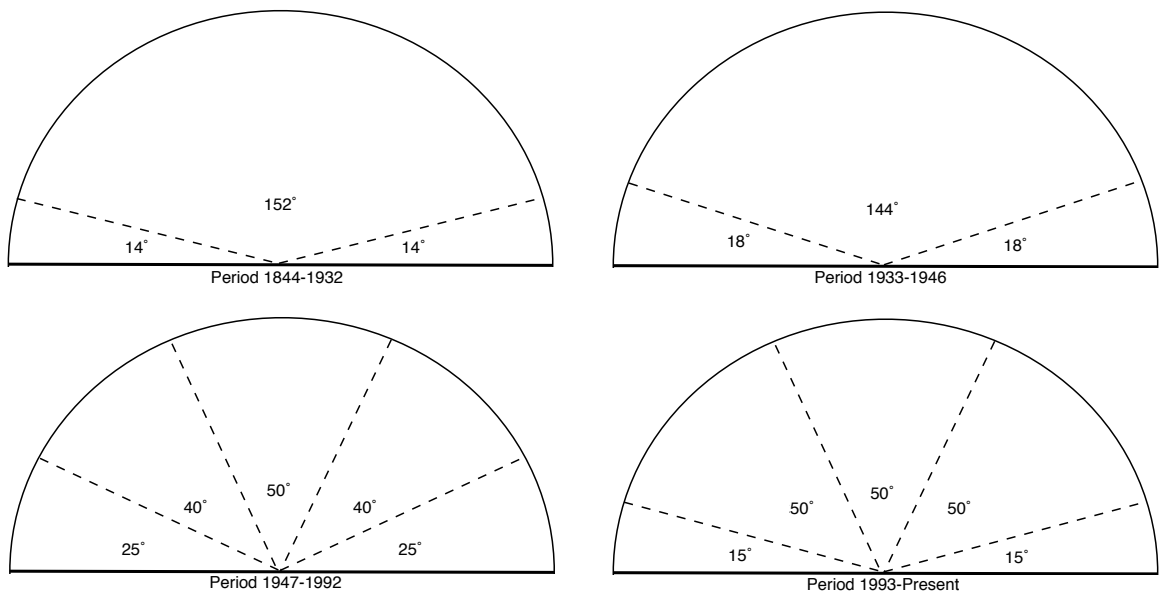 152°
14° 14°
Period 1844-1932
144°
18° 18°
Period 1933-1946
50°
40° 40°
25° 25°
Period 1947-1992
50°
50° 50°
15° 15°
Period 1993-Present